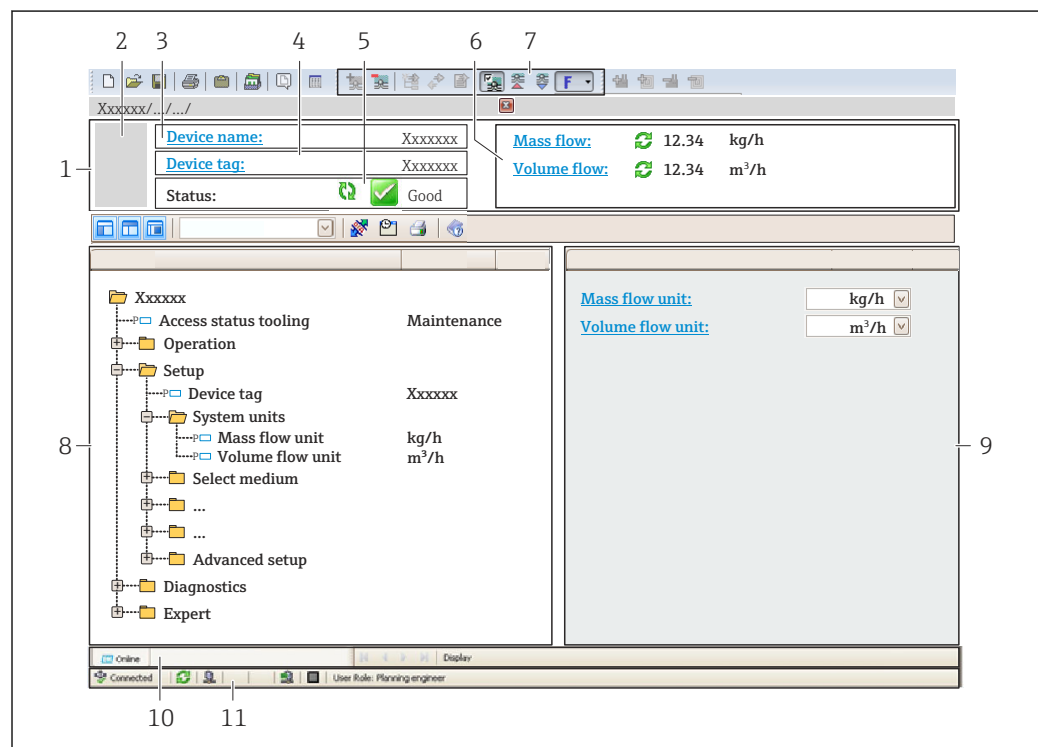 2 3 4 5 6 7
F
Xxxxxx/.../.../
1
Device name: Xxxxxxx
Device tag: Xxxxxxx
Status: Good
Mass flow: 12.34 kg/h
Volume flow: 12.34 m³/h
Xxxxxx
P Access status tooling Maintenance
Operation
Setup
P Device tag Xxxxxx
System units
P Mass flow unit kg/h
P Volume flow unit m³/h
Select medium
...
...
Advanced setup
Diagnostics
Expert
8
Mass flow unit: kg/h
Volume flow unit: m³/h
9
Online Display
Connected User Role: Planning engineer
10 11